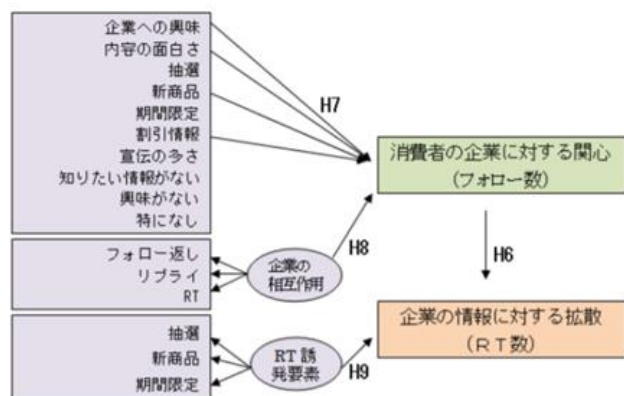 企業への興味
内容の面白さ
抽選
新商品
期間限定
割引情報
宣伝の多さ
知りたい情報がない
興味がない
特になし
H7
消費者の企業に対する関心
(フォロー数)
フォロー返し
リプライ
RT
企業の
相互作用
H8
H6
企業の情報に対する拡散
(RT数)
抽選
新商品
期間限定
RT誘
発要素
H9